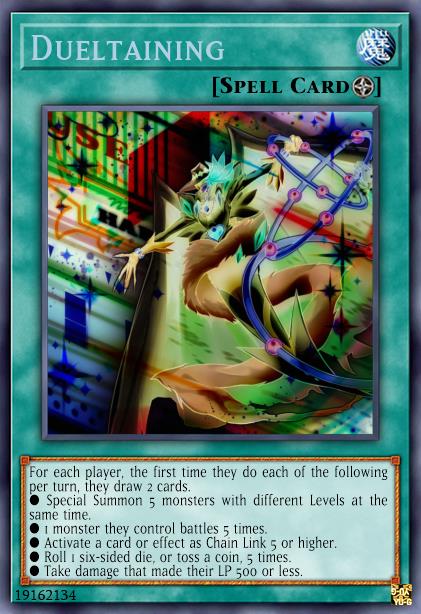 DUELTAINING
魔
[SPELL CARD]
HA
For each player, the first time they do each of the following
per turn, they draw 2 cards.
● Special Summon 5 monsters with different Levels at the
same time.
● 1 monster they control battles 5 times.
● Activate a card or effect as Chain Link 5 or higher.
● Roll 1 six-sided die, or toss a coin, 5 times.
● Take damage that made their LP 500 or less.
19162134